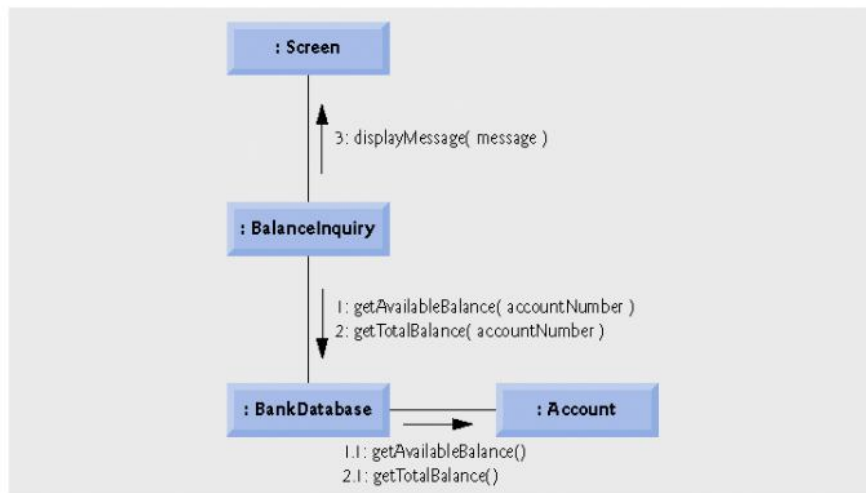 : Screen
3: displayMessage( message )
: BalanceInquiry
1: getAvailableBalance( accountNumber )
2: getTotalBalance( accountNumber )
: BankDatabase
: Account
1.1: getAvailableBalance()
2.1: getTotalBalance()